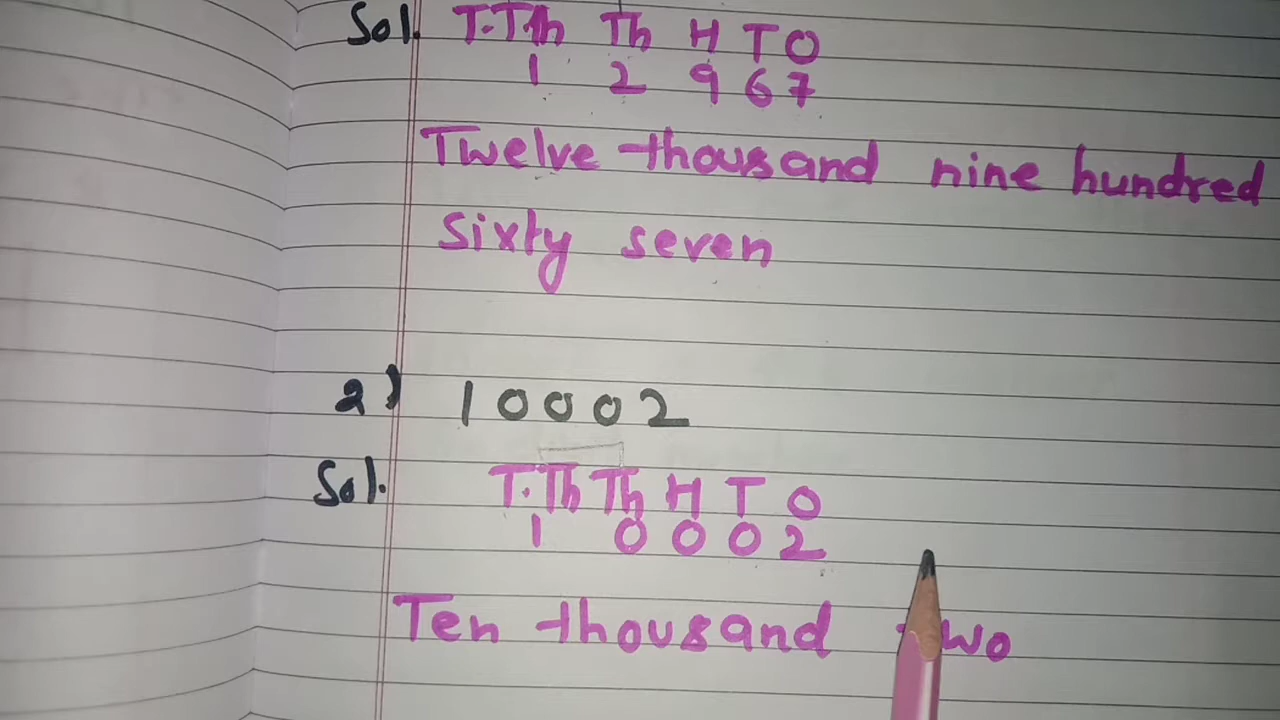 Sol. T.Th Th H T O
1 2 9 6 7
Twelve thousand nine hundred
sixty seven
2) 10002
Sol. T.Th Th H T O
1 0 0 0 2
Ten thousand two